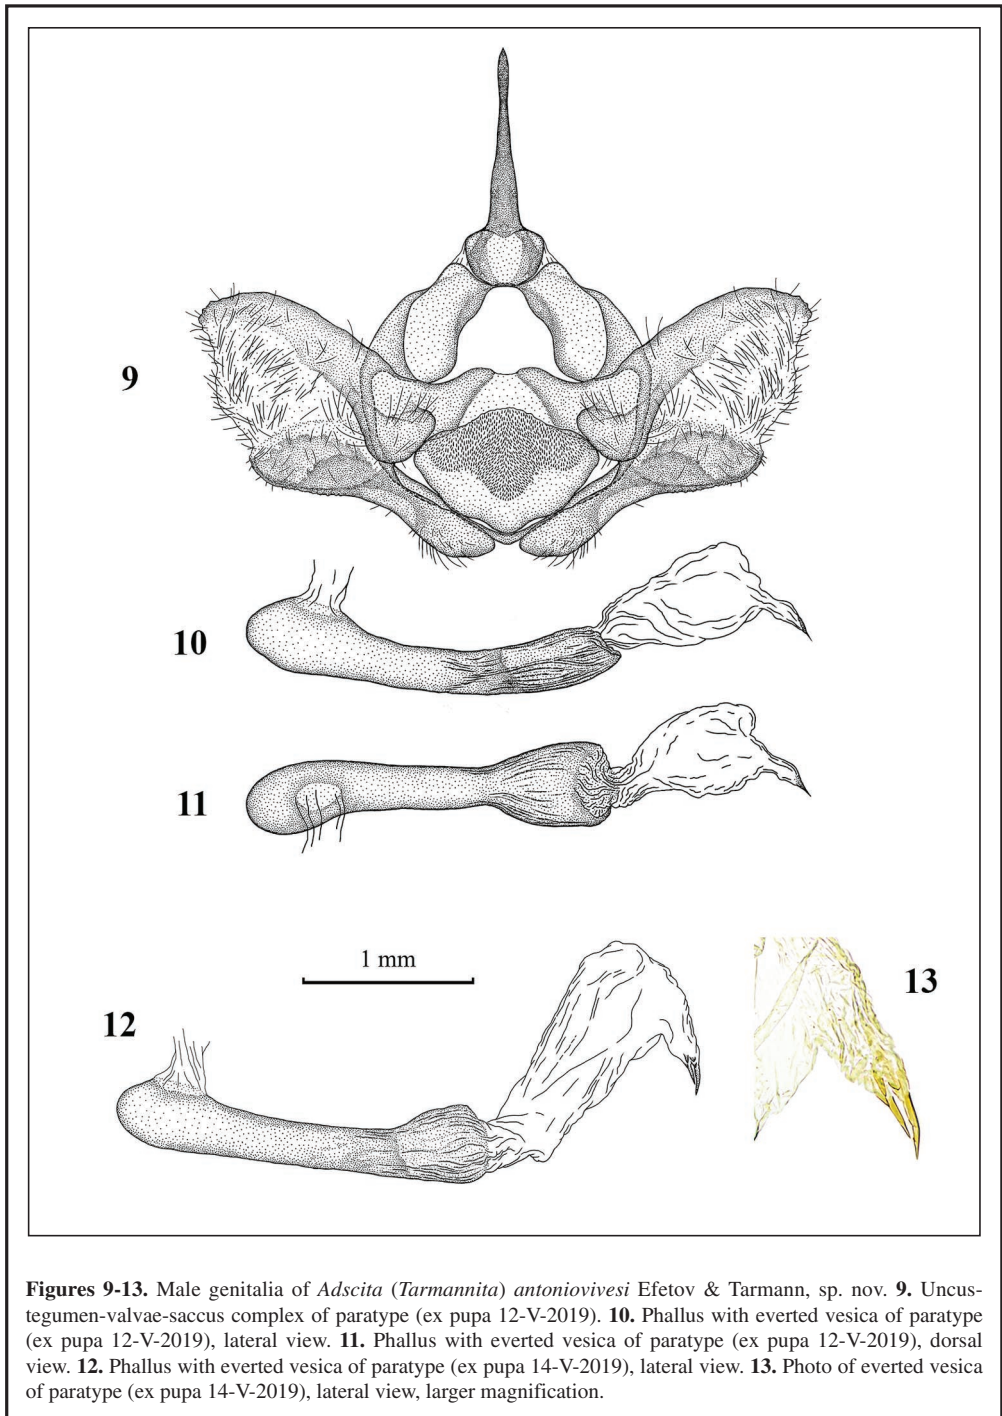 9
10
11
1 mm
13
12
Figures 9-13. Male genitalia of Adscita (Tarmannita) antoniovivesi Efetov & Tarmann, sp. nov. 9. Uncus-
tegumen-valvae-saccus complex of paratype (ex pupa 12-V-2019). 10. Phallus with everted vesica of paratype
(ex pupa 12-V-2019), lateral view. 11. Phallus with everted vesica of paratype (ex pupa 12-V-2019), dorsal
view. 12. Phallus with everted vesica of paratype (ex pupa 14-V-2019), lateral view. 13. Photo of everted vesica
of paratype (ex pupa 14-V-2019), lateral view, larger magnification.